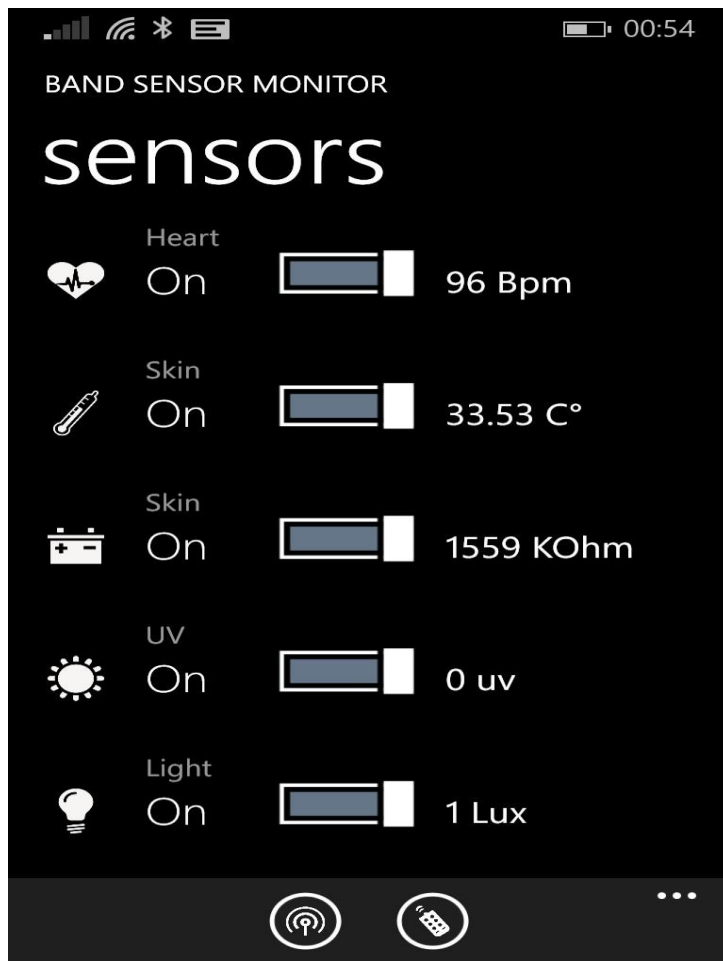 00:54
BAND SENSOR MONITOR
sensors
Heart
On 96 Bpm
Skin
On 33.53 C°
Skin
On 1559 KOhm
UV
On 0 uv
Light
On 1 Lux